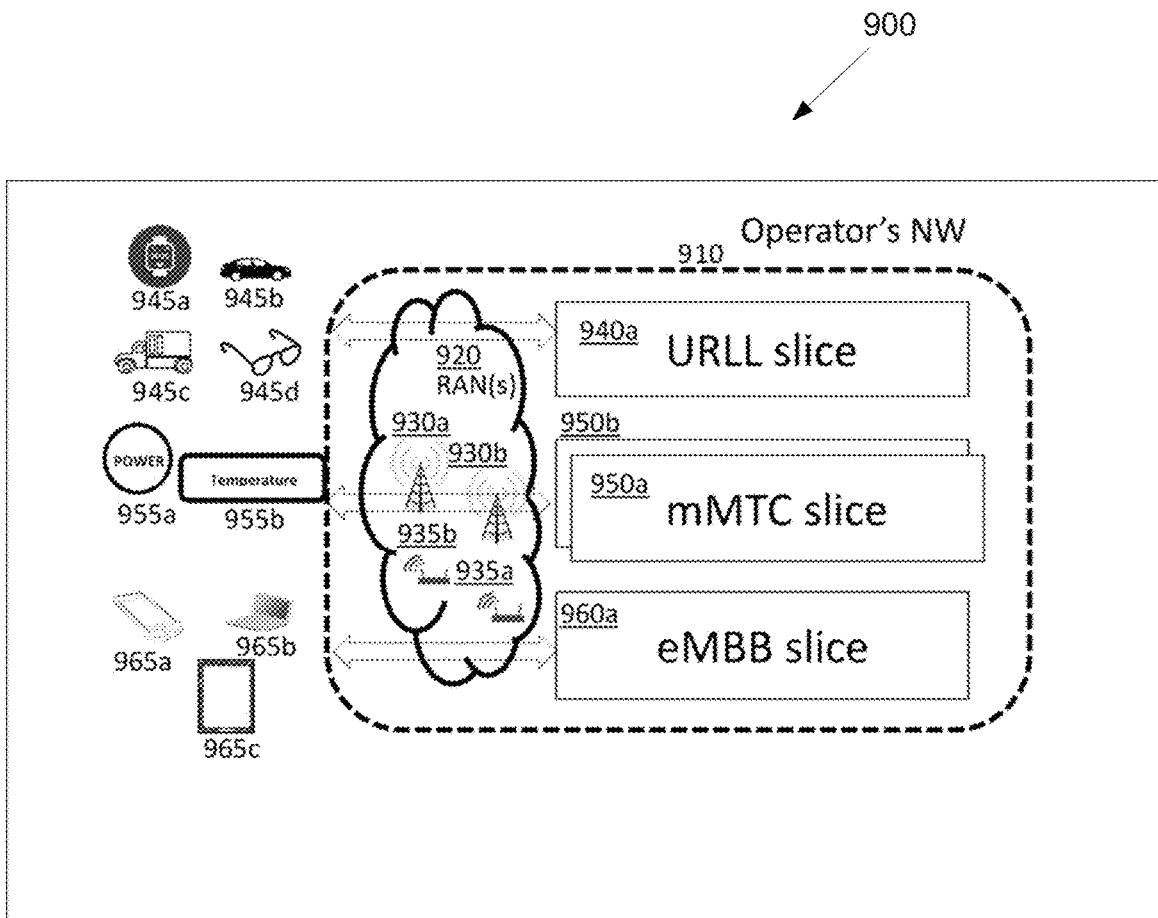 900
Operator's NW
910
945a
945b
945c
945d
920
RAN(s)
940a
URLL slice
930a
930b
950b
950a
mMTC slice
POWER
Temperature
955a
955b
935b
935a
960a
eMBB slice
965a
965b
965c